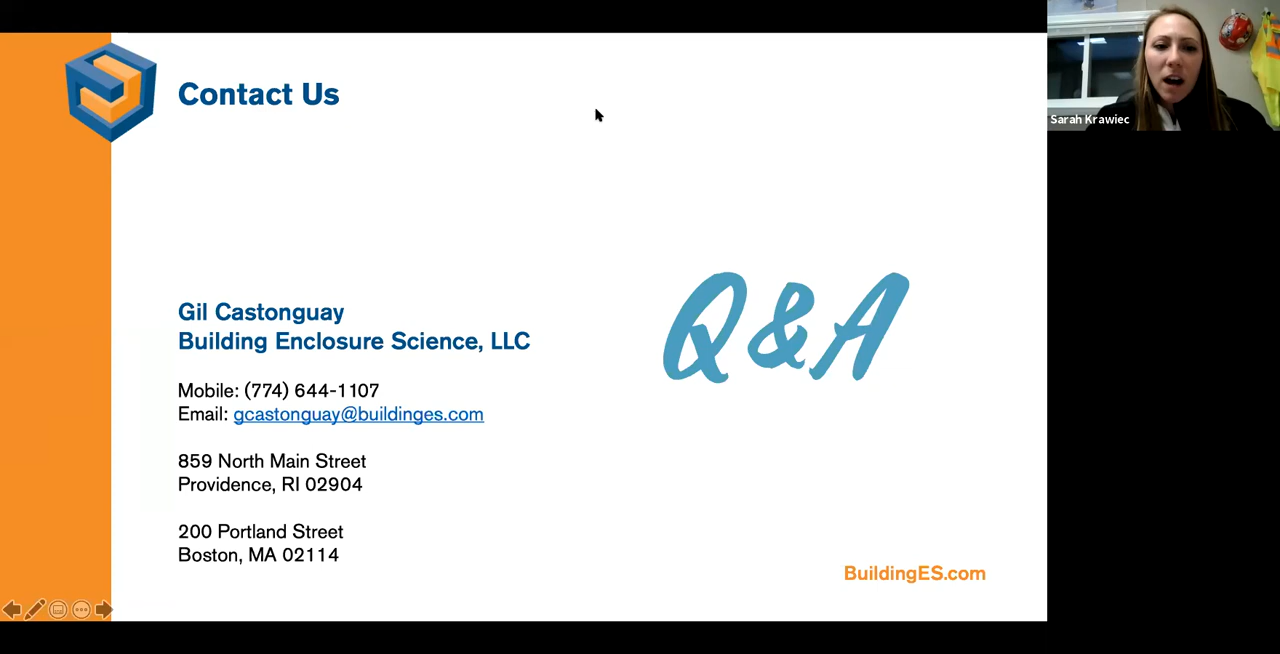 Contact Us
Sarah Krawiec
Gil Castonguay
Building Enclosure Science, LLC
Q&A
Mobile: (774) 644-1107
Email: gcastonguay@buildinges.com
859 North Main Street
Providence, RI 02904
200 Portland Street
Boston, MA 02114
BuildingES.com